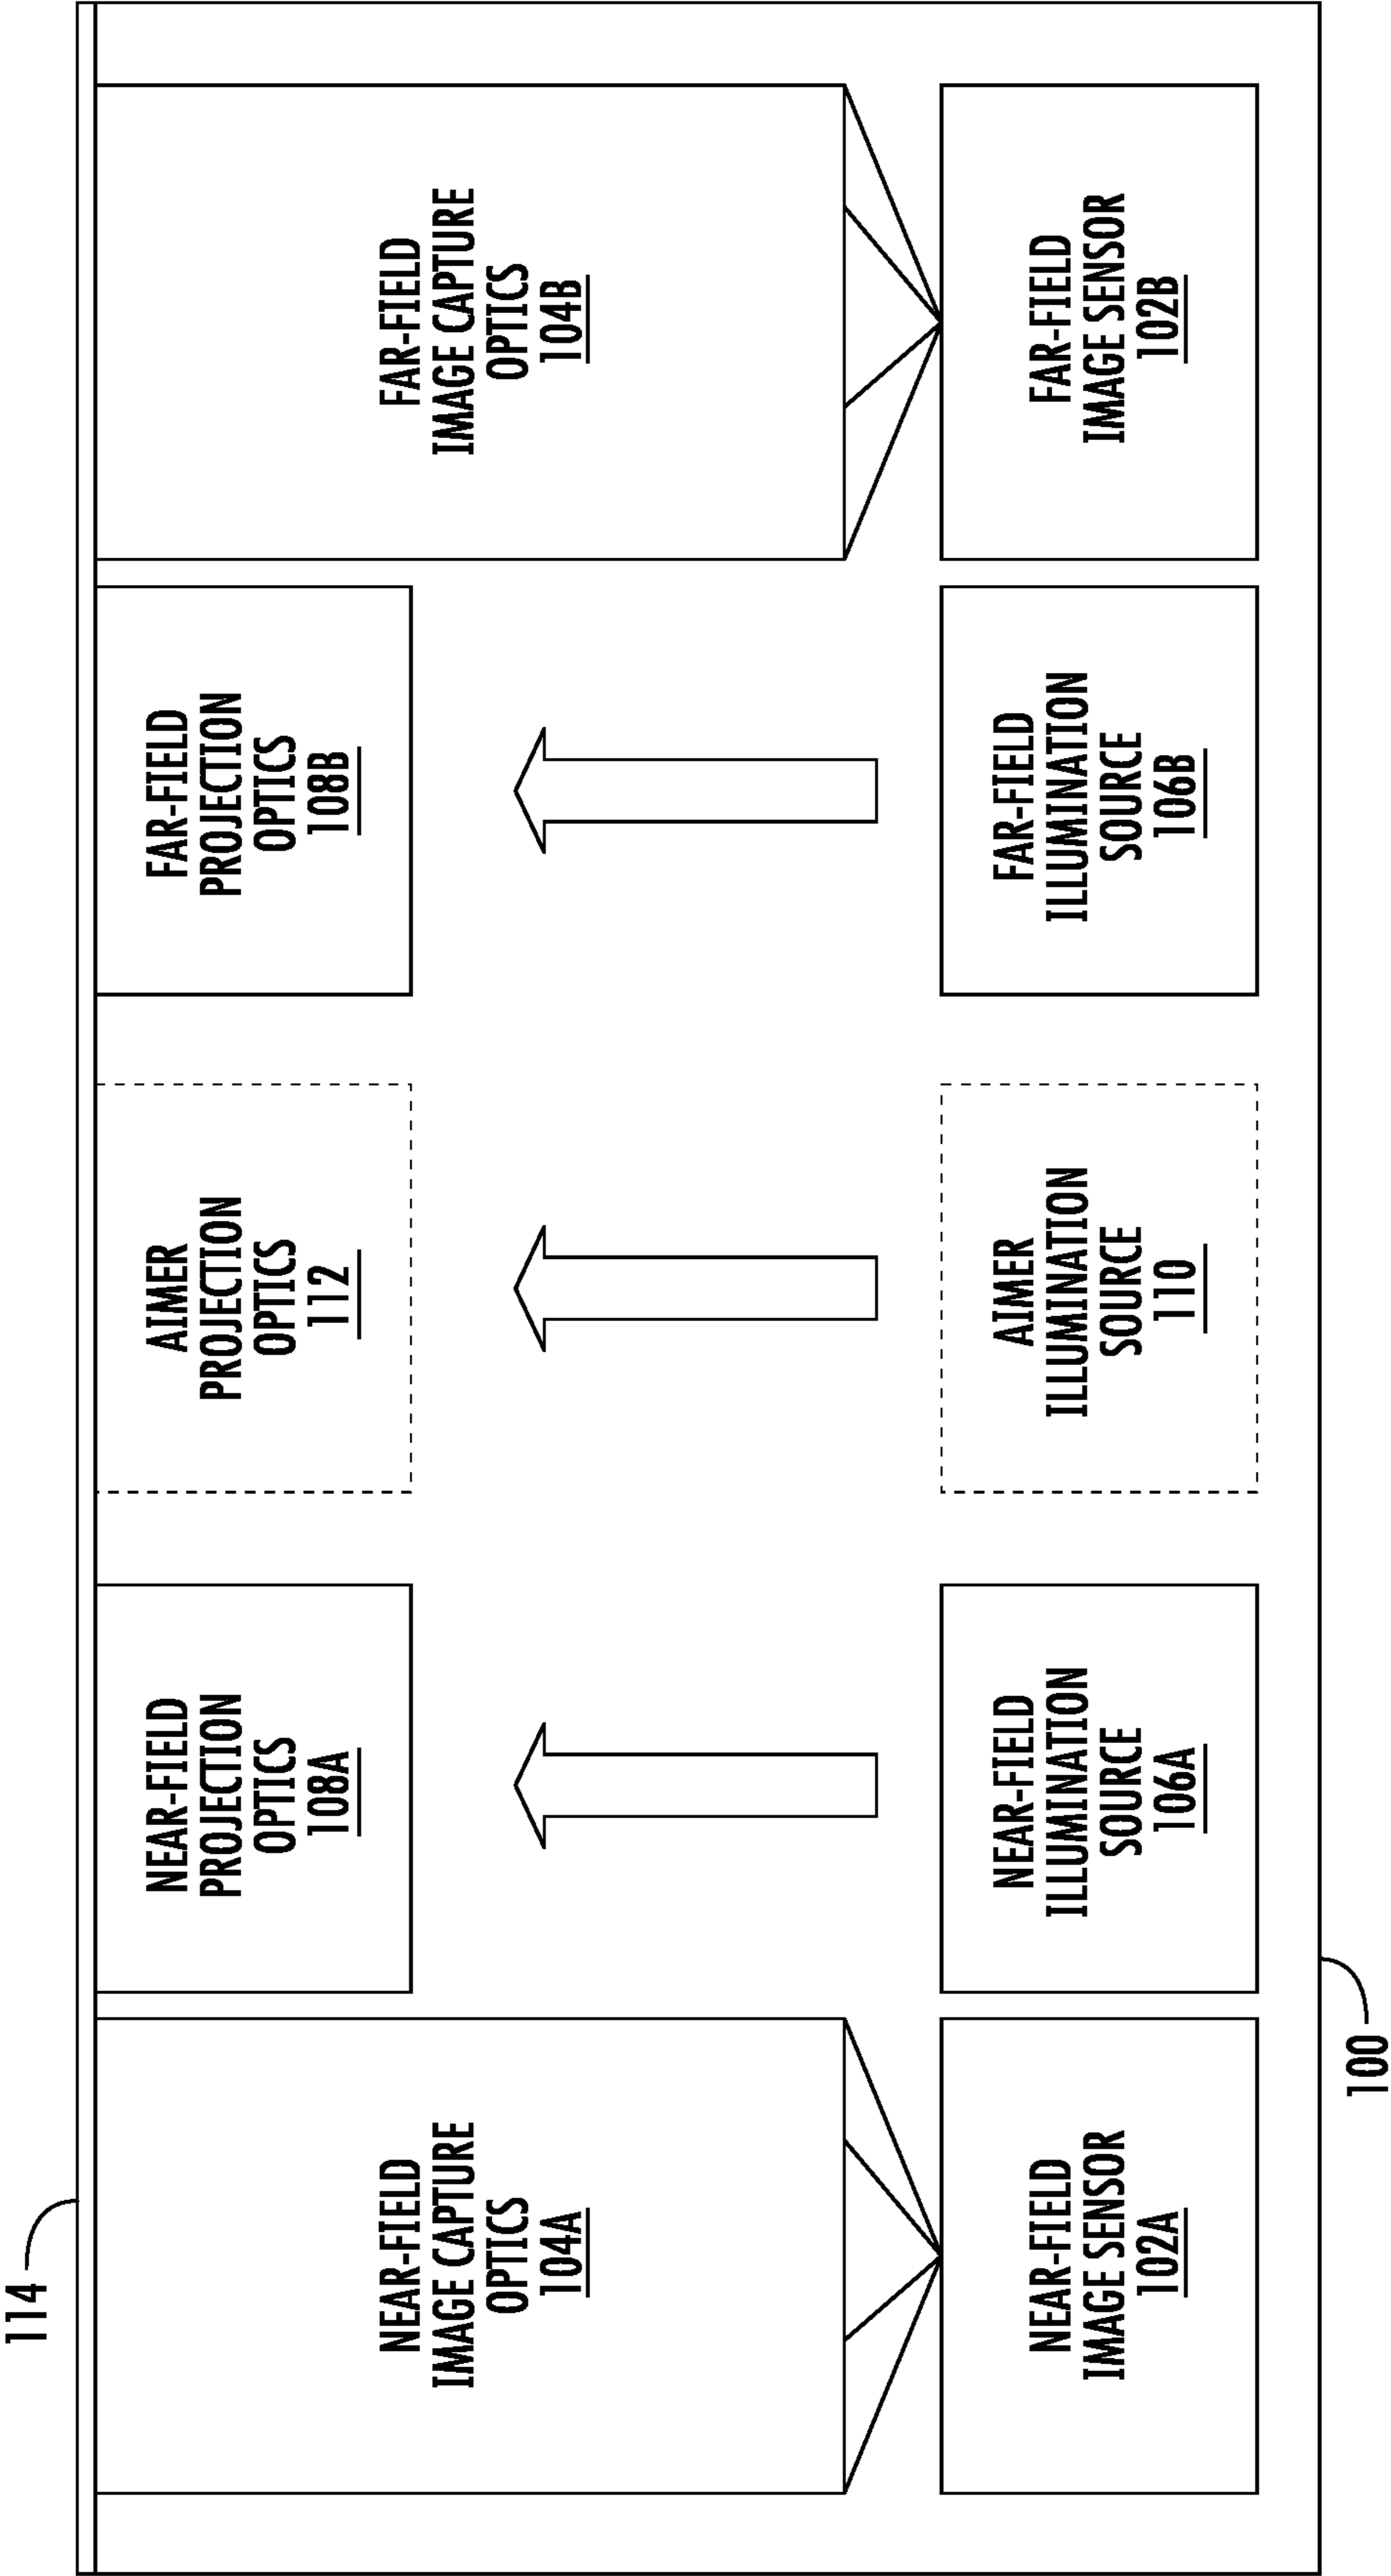 114
NEAR-FIELD
IMAGE CAPTURE
OPTICS
104A
NEAR-FIELD
PROJECTION
OPTICS
108A
AIMER
PROJECTION
OPTICS
112
FAR-FIELD
PROJECTION
OPTICS
108B
FAR-FIELD
IMAGE CAPTURE
OPTICS
104B
NEAR-FIELD
IMAGE SENSOR
102A
NEAR-FIELD
ILLUMINATION
SOURCE
106A
AIMER
ILLUMINATION
SOURCE
110
FAR-FIELD
ILLUMINATION
SOURCE
106B
FAR-FIELD
IMAGE SENSOR
102B
100